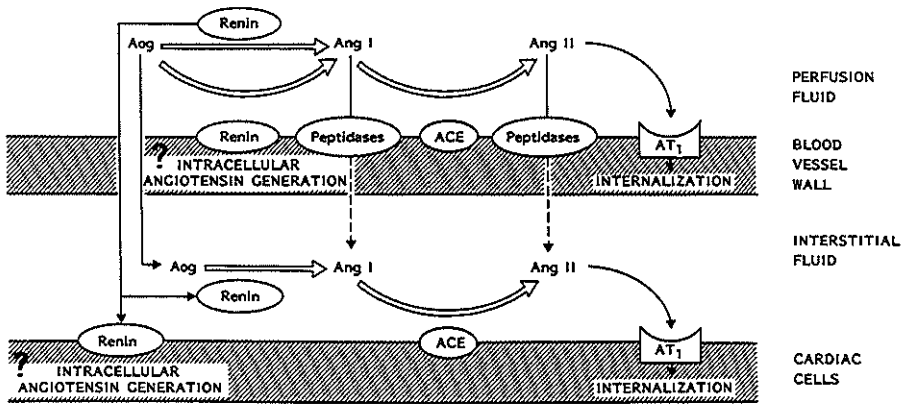 Renin
Aog
Ang I
Ang II
PERFUSION
FLUID
Renin
Peptidases
ACE
Peptidases
AT1
BLOOD
VESSEL
WALL
?
INTRACELLULAR
ANGIOTENSIN GENERATION
INTERNALIZATION
INTERSTITIAL
FLUID
Aog
Ang I
Ang II
Renin
Renin
ACE
AT1
CARDIAC
CELLS
?
INTRACELLULAR
ANGIOTENSIN GENERATION
INTERNALIZATION